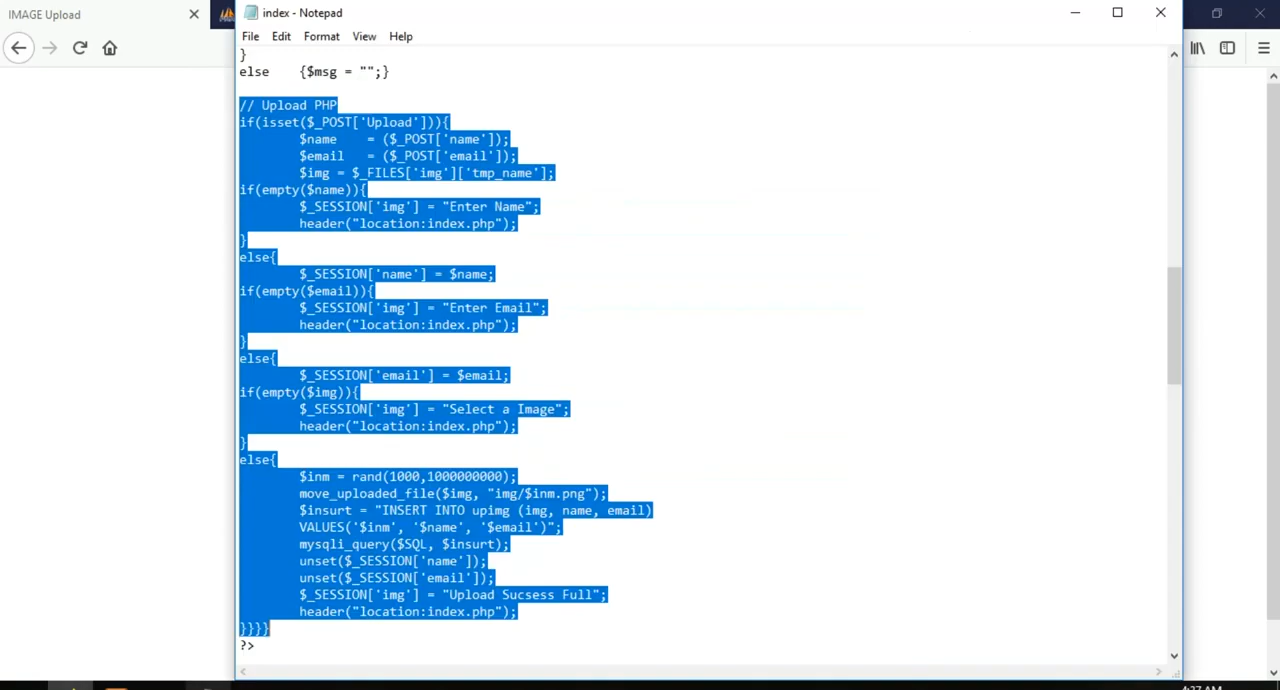 IMAGE Upload
index - Notepad
File Edit Format View Help
}
else {$msg = "";}
// Upload PHP
if(isset($_POST['Upload'])){
$name = ($_POST['name']);
$email = ($_POST['email']);
$img = $_FILES['img']['tmp_name'];
if(empty($name)){
$_SESSION['img'] = "Enter Name";
header("location:index.php");
}
else{
$_SESSION['name'] = $name;
if(empty($email)){
$_SESSION['img'] = "Enter Email";
header("location:index.php");
}
else{
$_SESSION['email'] = $email;
if(empty($img)){
$_SESSION['img'] = "Select a Image";
header("location:index.php");
}
else{
$inm = rand(1000,1000000000);
move_uploaded_file($img, "img/$inm.png");
$insurt = "INSERT INTO upimg (img, name, email)
VALUES('$inm', '$name', '$email')";
mysqli_query($SQL, $insurt);
unset($_SESSION['name']);
unset($_SESSION['email']);
$_SESSION['img'] = "Upload Sucsess Full";
header("location:index.php");
}}}}
?>
4:27 AM